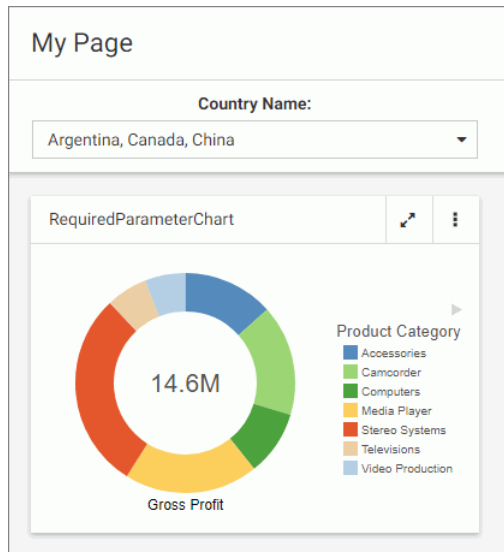 My Page
Country Name:
Argentina, Canada, China
RequiredParameterChart
Product Category
Accessories
Camcorder
Computers
Media Player
Stereo Systems
Televisions
Video Production
14.6M
Gross Profit